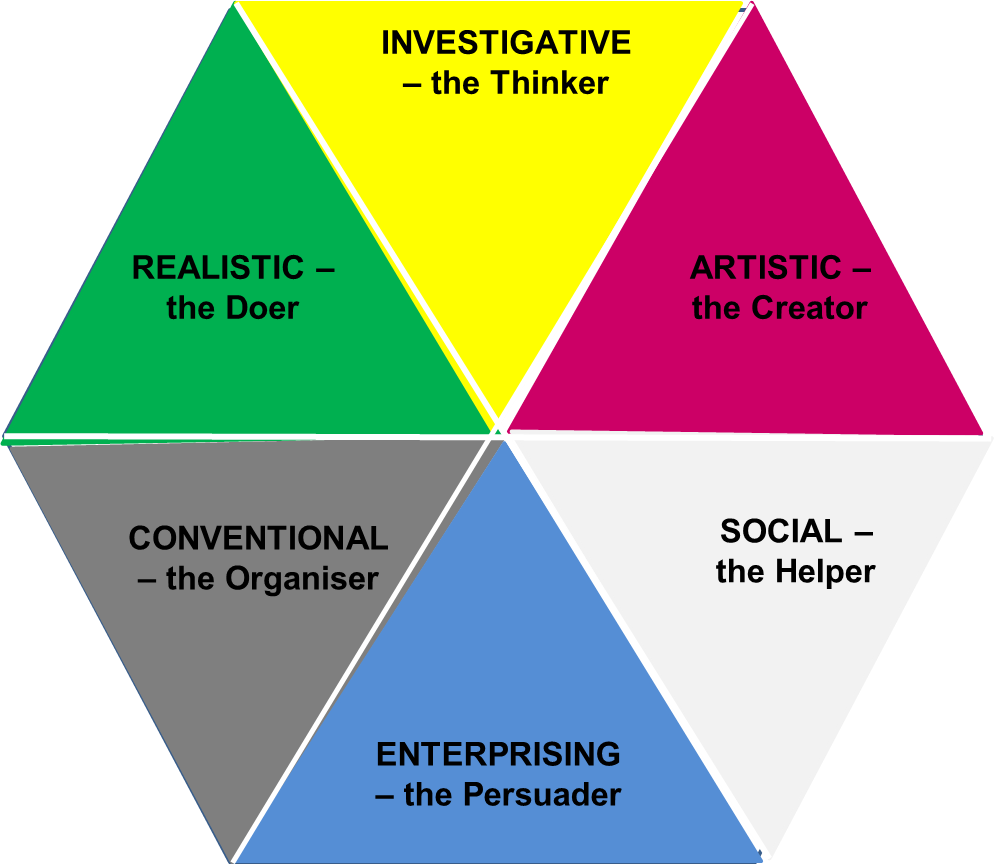 INVESTIGATIVE
– the Thinker
REALISTIC –
the Doer
ARTISTIC –
the Creator
CONVENTIONAL
– the Organiser
SOCIAL –
the Helper
ENTERPRISING
– the Persuader